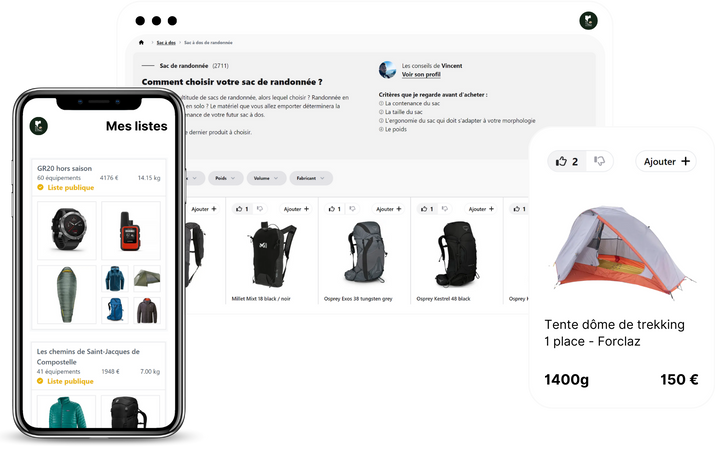 Sac à dos > Sac à dos de randonnée
Sac de randonnée (2711)
Comment choisir votre sac de randonnée ?
titude de sacs de randonnée, alors lequel choisir ? Randonnée en
en solo ? Le matériel que vous allez emporter déterminera la
tenance de votre futur sac à dos.
e dernier produit à choisir.
Les conseils de Vincent
Voir son profil
Critères que je regarde avant d'acheter :
① La contenance du sac
② La taille du sac
③ L'ergonomie du sac qui doit s'adapter à votre morphologie
④ Le poids
Poids
Volume
Fabricant
Ajouter +
1 Ajouter +
1 Ajouter +
1 Ajouter +
1
Millet Mixt 18 black / noir
Osprey Exos 38 tungsten grey
Osprey Kestrel 48 black
Mes listes
GR20 hors saison
60 équipements 4176 € 14.15 kg
Liste publique
Les chemins de Saint-Jacques de
Compostelle
41 équipements 1948 € 7.00 kg
Liste publique
2
Ajouter +
Tente dôme de trekking
1 place - Forclaz
1400g 150 €